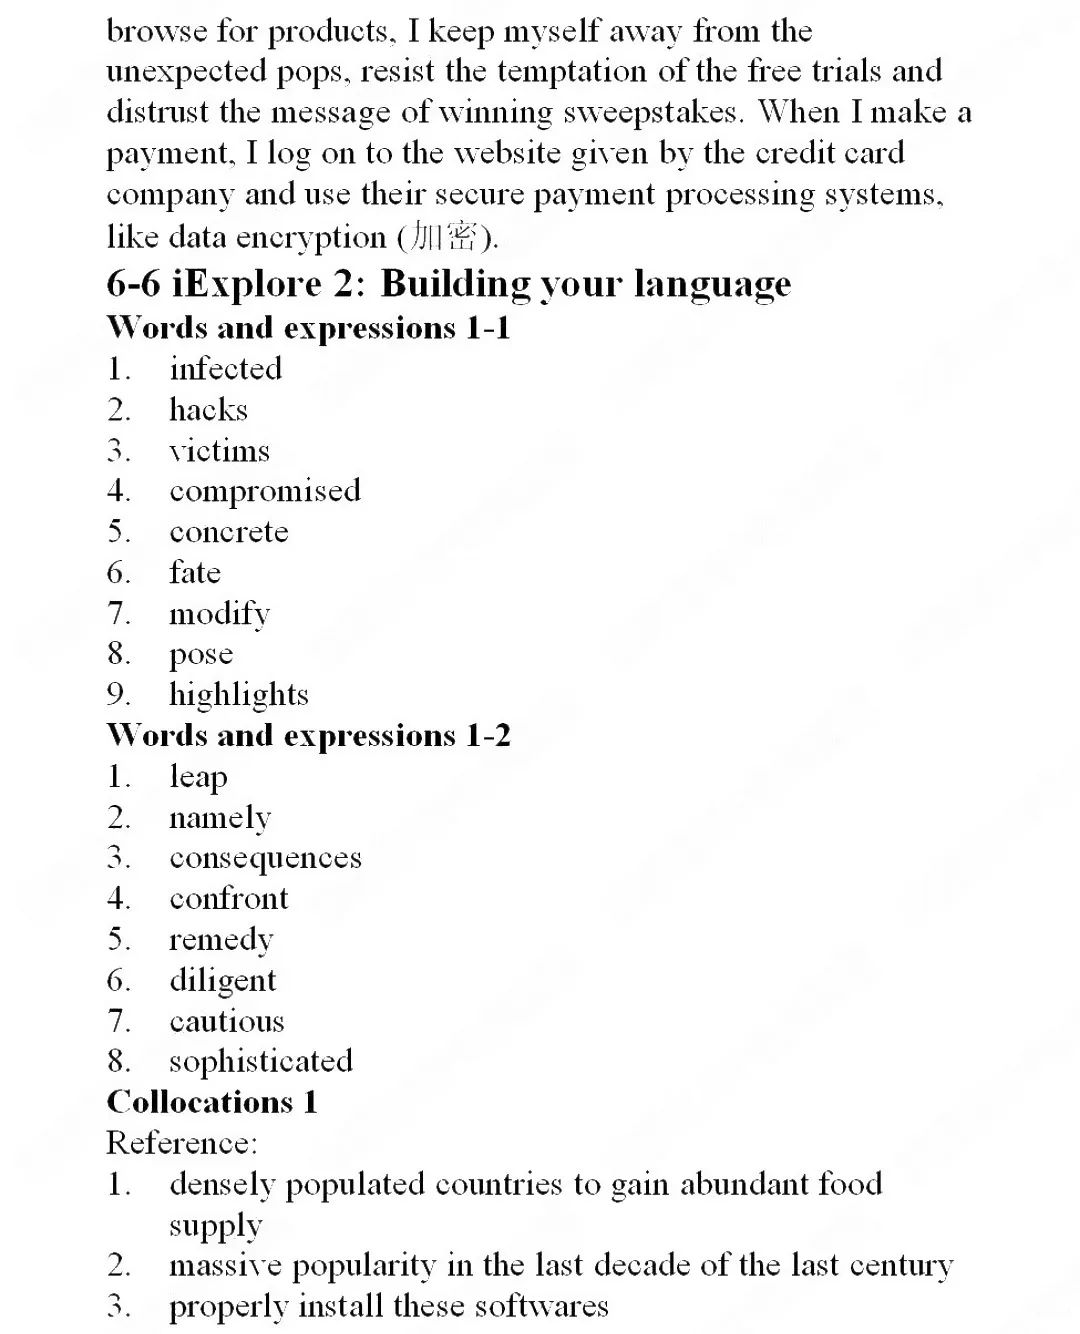 browse for products, I keep myself away from the
unexpected pops, resist the temptation of the free trials and
distrust the message of winning sweepstakes. When I make a
payment, I log on to the website given by the credit card
company and use their secure payment processing systems,
like data encryption (加密).
6-6 iExplore 2: Building your language
Words and expressions 1-1
1. infected
2. hacks
3. victims
4. compromised
5. concrete
6. fate
7. modify
8. pose
9. highlights
Words and expressions 1-2
1. leap
2. namely
3. consequences
4. confront
5. remedy
6. diligent
7. cautious
8. sophisticated
Collocations 1
Reference:
1. densely populated countries to gain abundant food
supply
2. massive popularity in the last decade of the last century
3. properly install these softwares